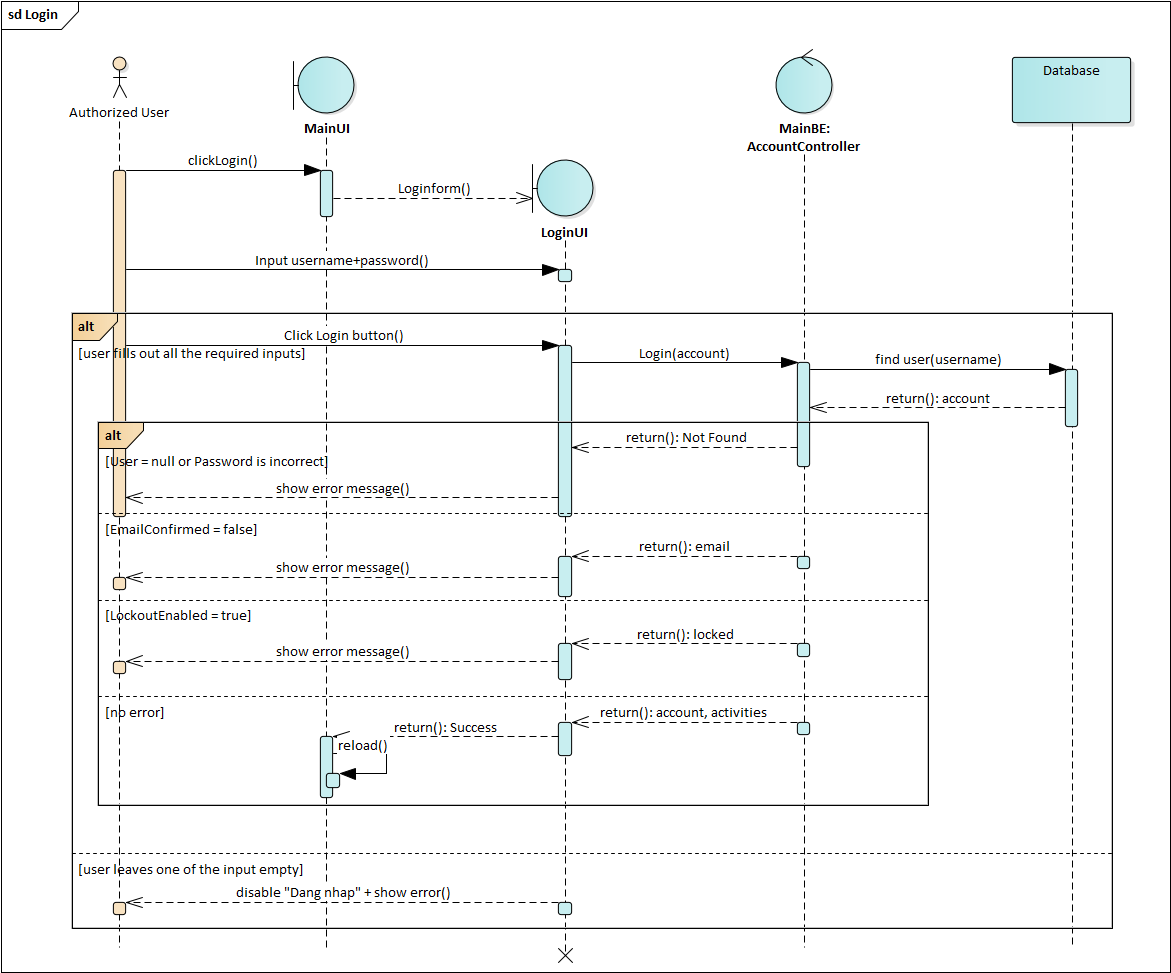 sd Login
Authorized User
MainUI
MainBE:
AccountController
Database
clickLogin()
Loginform()
LoginUI
Input username+password()
alt
Click Login button()
[user fills out all the required inputs]
Login(account)
find user(username)
return(): account
alt
return(): Not Found
[User = null or Password is incorrect]
show error message()
[EmailConfirmed = false]
return(): email
show error message()
[LockoutEnabled = true]
return(): locked
show error message()
[no error]
return(): account, activities
return(): Success
reload()
[user leaves one of the input empty]
disable "Dang nhap" + show error()